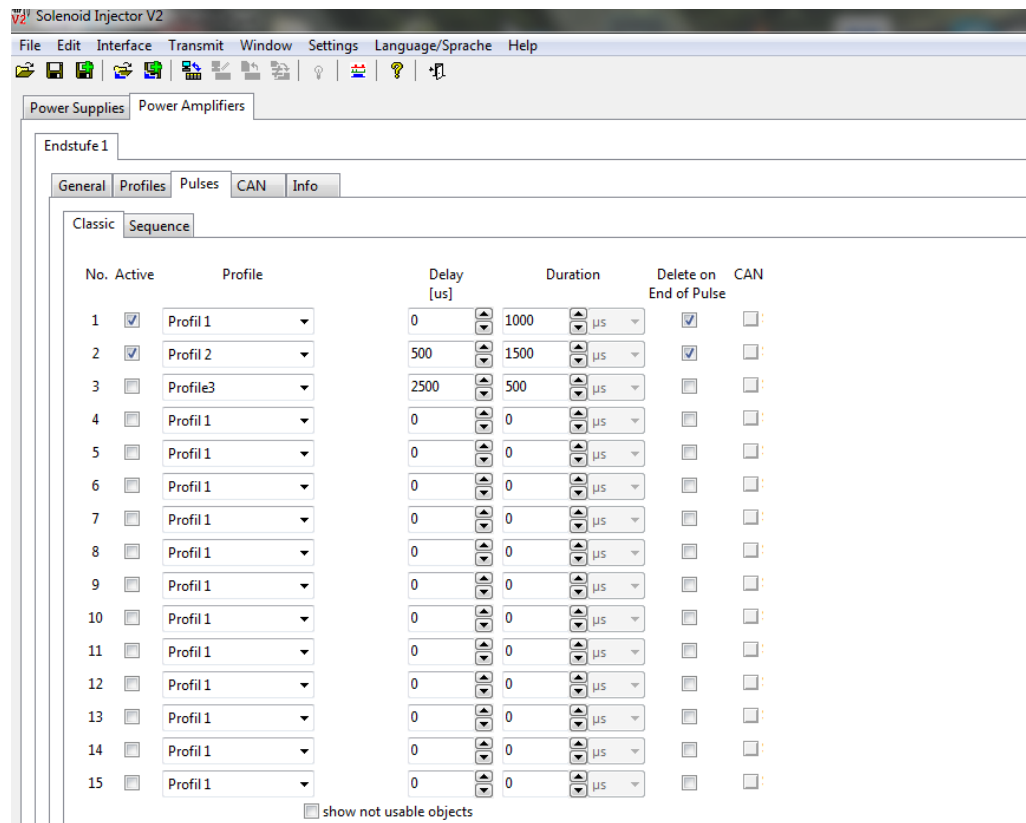 V2 Solenoid Injector V2
File Edit Interface Transmit Window Settings Language/Sprache Help
Power Supplies Power Amplifiers
Endstufe 1
General Profiles Pulses CAN Info
Classic Sequence
No. Active Profile Delay Duration Delete on CAN
[us] End of Pulse
1 Profil 1 0 1000 µs
2 Profil 2 500 1500 µs
3 Profile3 2500 500 µs
4 Profil 1 0 0 µs
5 Profil 1 0 0 µs
6 Profil 1 0 0 µs
7 Profil 1 0 0 µs
8 Profil 1 0 0 µs
9 Profil 1 0 0 µs
10 Profil 1 0 0 µs
11 Profil 1 0 0 µs
12 Profil 1 0 0 µs
13 Profil 1 0 0 µs
14 Profil 1 0 0 µs
15 Profil 1 0 0 µs
show not usable objects